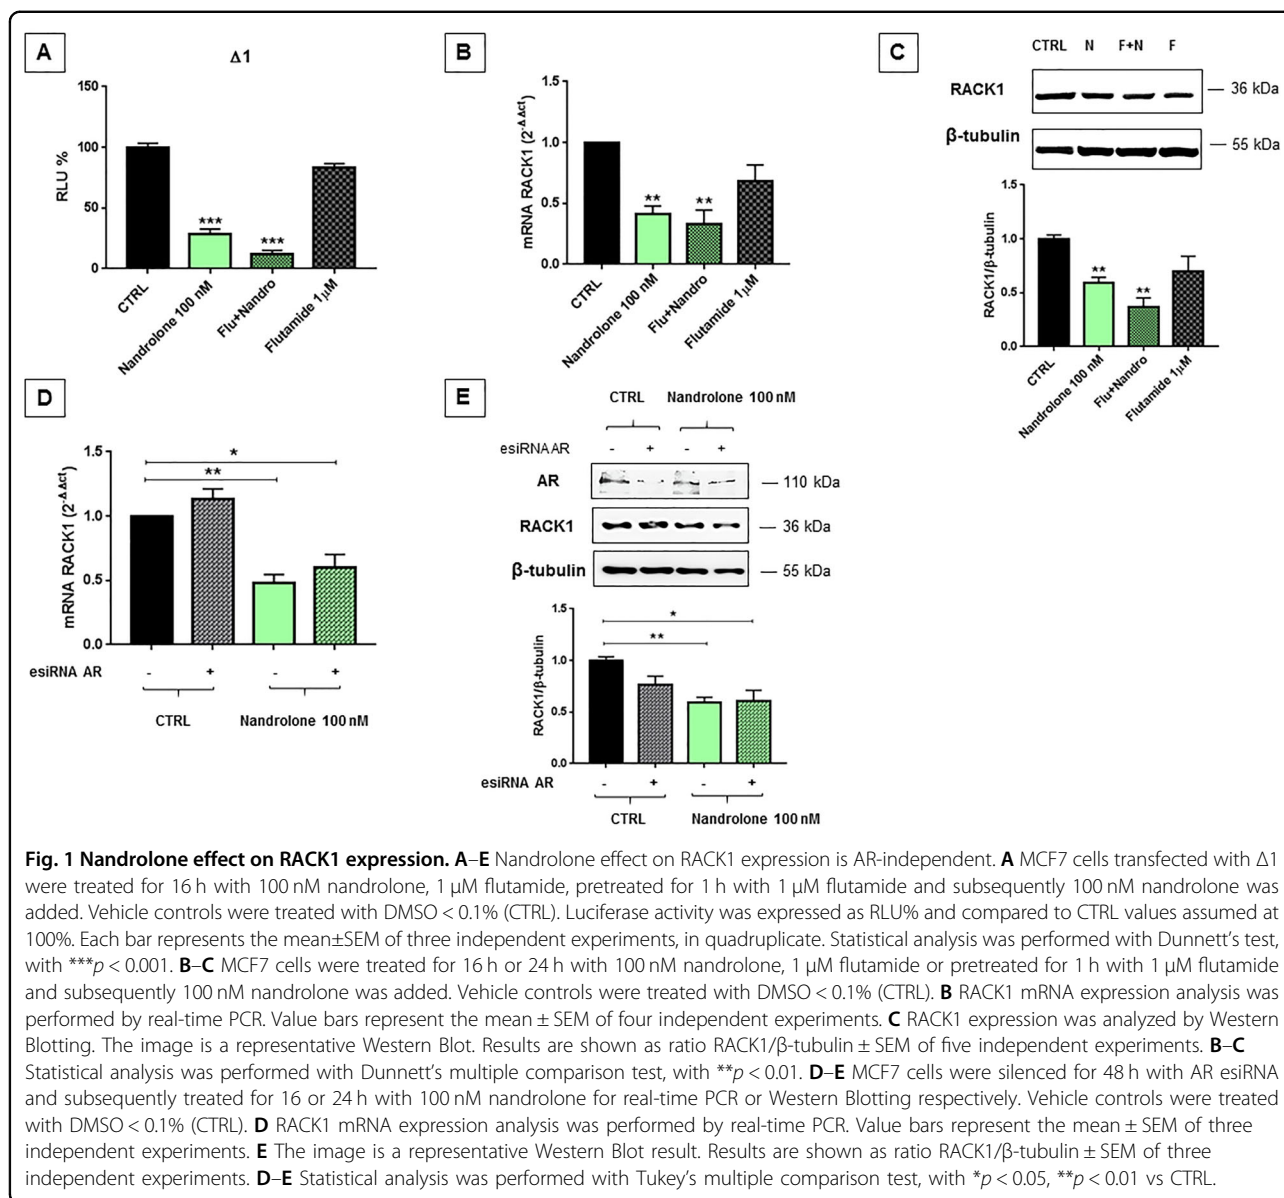 A
Δ1
RLU %
150
100
50
0
***
***
CTRL
Nandrolone 100 nM
Flu+Nandro
Flutamide 1μM
B
mRNA RACK1 (2^-ΔΔct)
1.5
1.0
0.5
0.0
**
**
CTRL
Nandrolone 100 nM
Flu+Nandro
Flutamide 1μM
C
CTRL N F+N F
RACK1
36 kDa
β-tubulin
55 kDa
RACK1/β-tubulin
1.5
1.0
0.5
0.0
**
**
CTRL
Nandrolone 100 nM
Flu+Nandro
Flutamide 1μM
D
mRNA RACK1 (2^-ΔΔct)
1.5
1.0
0.5
0.0
*
**
esiRNA AR - + - +
CTRL Nandrolone 100 nM
E
CTRL Nandrolone 100 nM
esiRNA AR - + - +
AR 110 kDa
RACK1 36 kDa
β-tubulin 55 kDa
RACK1/β-tubulin
1.5
1.0
0.5
0.0
*
**
esiRNA AR - + - +
CTRL Nandrolone 100 nM
Fig. 1 Nandrolone effect on RACK1 expression. A–E Nandrolone effect on RACK1 expression is AR-independent. A MCF7 cells transfected with Δ1
were treated for 16 h with 100 nM nandrolone, 1 μM flutamide, pretreated for 1 h with 1 μM flutamide and subsequently 100 nM nandrolone was
added. Vehicle controls were treated with DMSO < 0.1% (CTRL). Luciferase activity was expressed as RLU% and compared to CTRL values assumed at
100%. Each bar represents the mean±SEM of three independent experiments, in quadruplicate. Statistical analysis was performed with Dunnett's test,
with ***p < 0.001. B–C MCF7 cells were treated for 16 h or 24 h with 100 nM nandrolone, 1 μM flutamide or pretreated for 1 h with 1 μM flutamide
and subsequently 100 nM nandrolone was added. Vehicle controls were treated with DMSO < 0.1% (CTRL). B RACK1 mRNA expression analysis was
performed by real-time PCR. Value bars represent the mean ± SEM of four independent experiments. C RACK1 expression was analyzed by Western
Blotting. The image is a representative Western Blot. Results are shown as ratio RACK1/β-tubulin ± SEM of five independent experiments. B–C
Statistical analysis was performed with Dunnett's multiple comparison test, with **p < 0.01. D–E MCF7 cells were silenced for 48 h with AR esiRNA
and subsequently treated for 16 or 24 h with 100 nM nandrolone for real-time PCR or Western Blotting respectively. Vehicle controls were treated
with DMSO < 0.1% (CTRL). D RACK1 mRNA expression analysis was performed by real-time PCR. Value bars represent the mean ± SEM of three
independent experiments. E The image is a representative Western Blot result. Results are shown as ratio RACK1/β-tubulin ± SEM of three
independent experiments. D–E Statistical analysis was performed with Tukey's multiple comparison test, with *p < 0.05, **p < 0.01 vs CTRL.